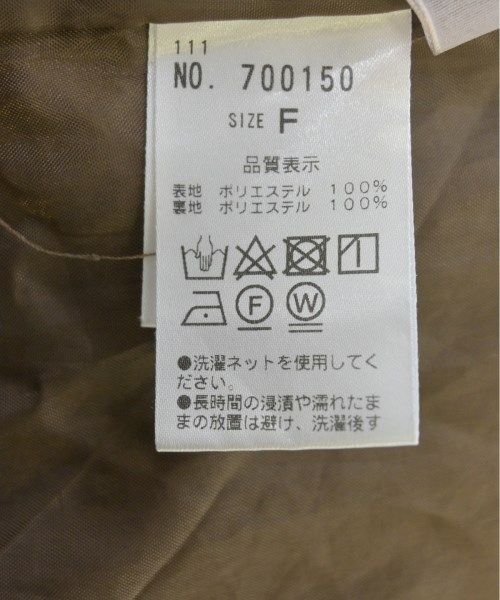 111
NO. 700150
SIZE F
品質表示
表地 ポリエステル 100%
裏地 ポリエステル 100%
F W
●洗濯ネットを使用してく
ださい。
●長時間の浸漬や濡れたま
まの放置は避け、洗濯後す